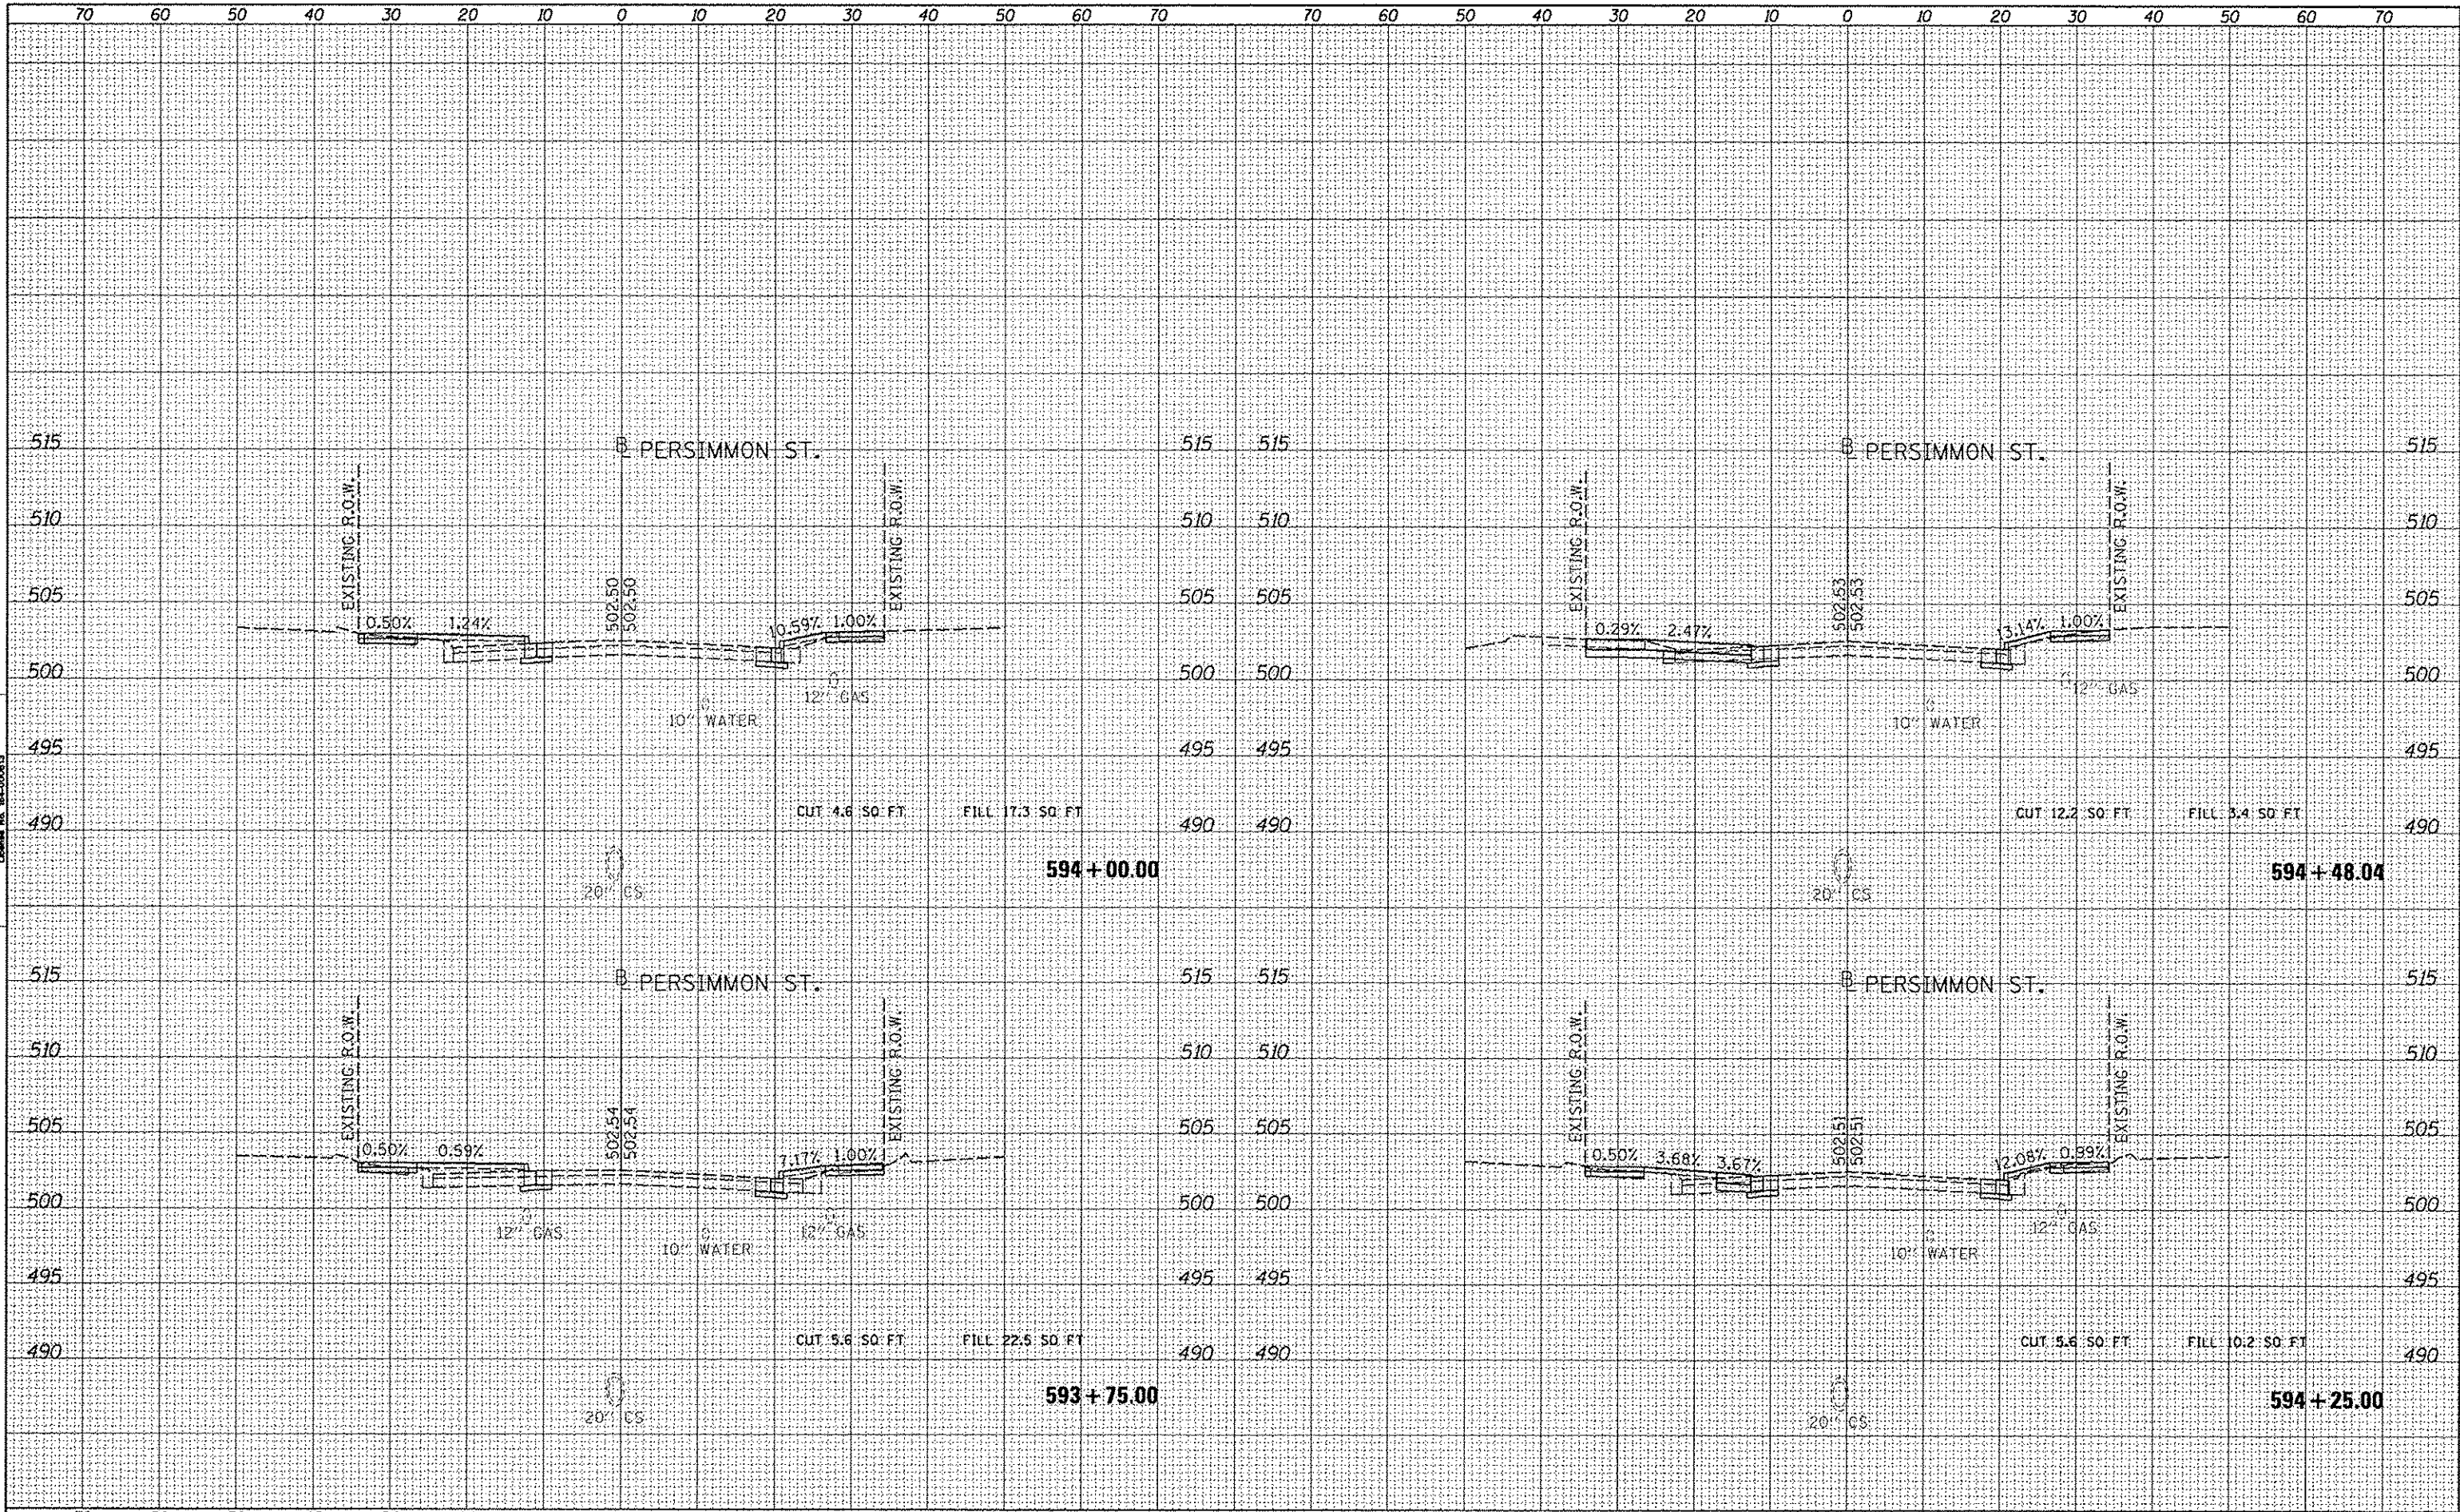 70 60 50 40 30 20 10 0 10 20 30 40 50 60 70 70 60 50 40 30 20 10 0 10 20 30 40 50 60 70
515 ℄ PERSIMMON ST. 515
510 510
505 505
500 500
495 495
490 490
EXISTING R.O.W.
EXISTING R.O.W.
502.50
502.50
0.50% 1.24% 10.59% 1.00%
12" GAS
10" WATER
CUT 4.6 SQ FT FILL 17.3 SQ FT
594+00.00
20" CS
515 PERSIMMON ST. 515
510 510
505 505
500 500
495 495
490 490
EXISTING R.O.W.
EXISTING R.O.W.
502.53
502.53
0.29% 2.47% 13.14% 1.00%
12" GAS
10" WATER
CUT 12.2 SQ FT FILL 3.4 SQ FT
594+48.04
20" CS
515 PERSIMMON ST. 515
510 510
505 505
500 500
495 495
490 490
EXISTING R.O.W.
EXISTING R.O.W.
502.54
502.54
0.50% 0.59% 7.17% 1.00%
12" GAS 12" GAS
10" WATER
CUT 5.6 SQ FT FILL 22.5 SQ FT
593+75.00
20" CS
515 PERSIMMON ST. 515
510 510
505 505
500 500
495 495
490 490
EXISTING R.O.W.
EXISTING R.O.W.
502.51
502.51
0.50% 3.68% 3.67% 12.08% 0.99%
12" GAS
10" WATER
CUT 5.6 SQ FT FILL 10.2 SQ FT
594+25.00
20" CS